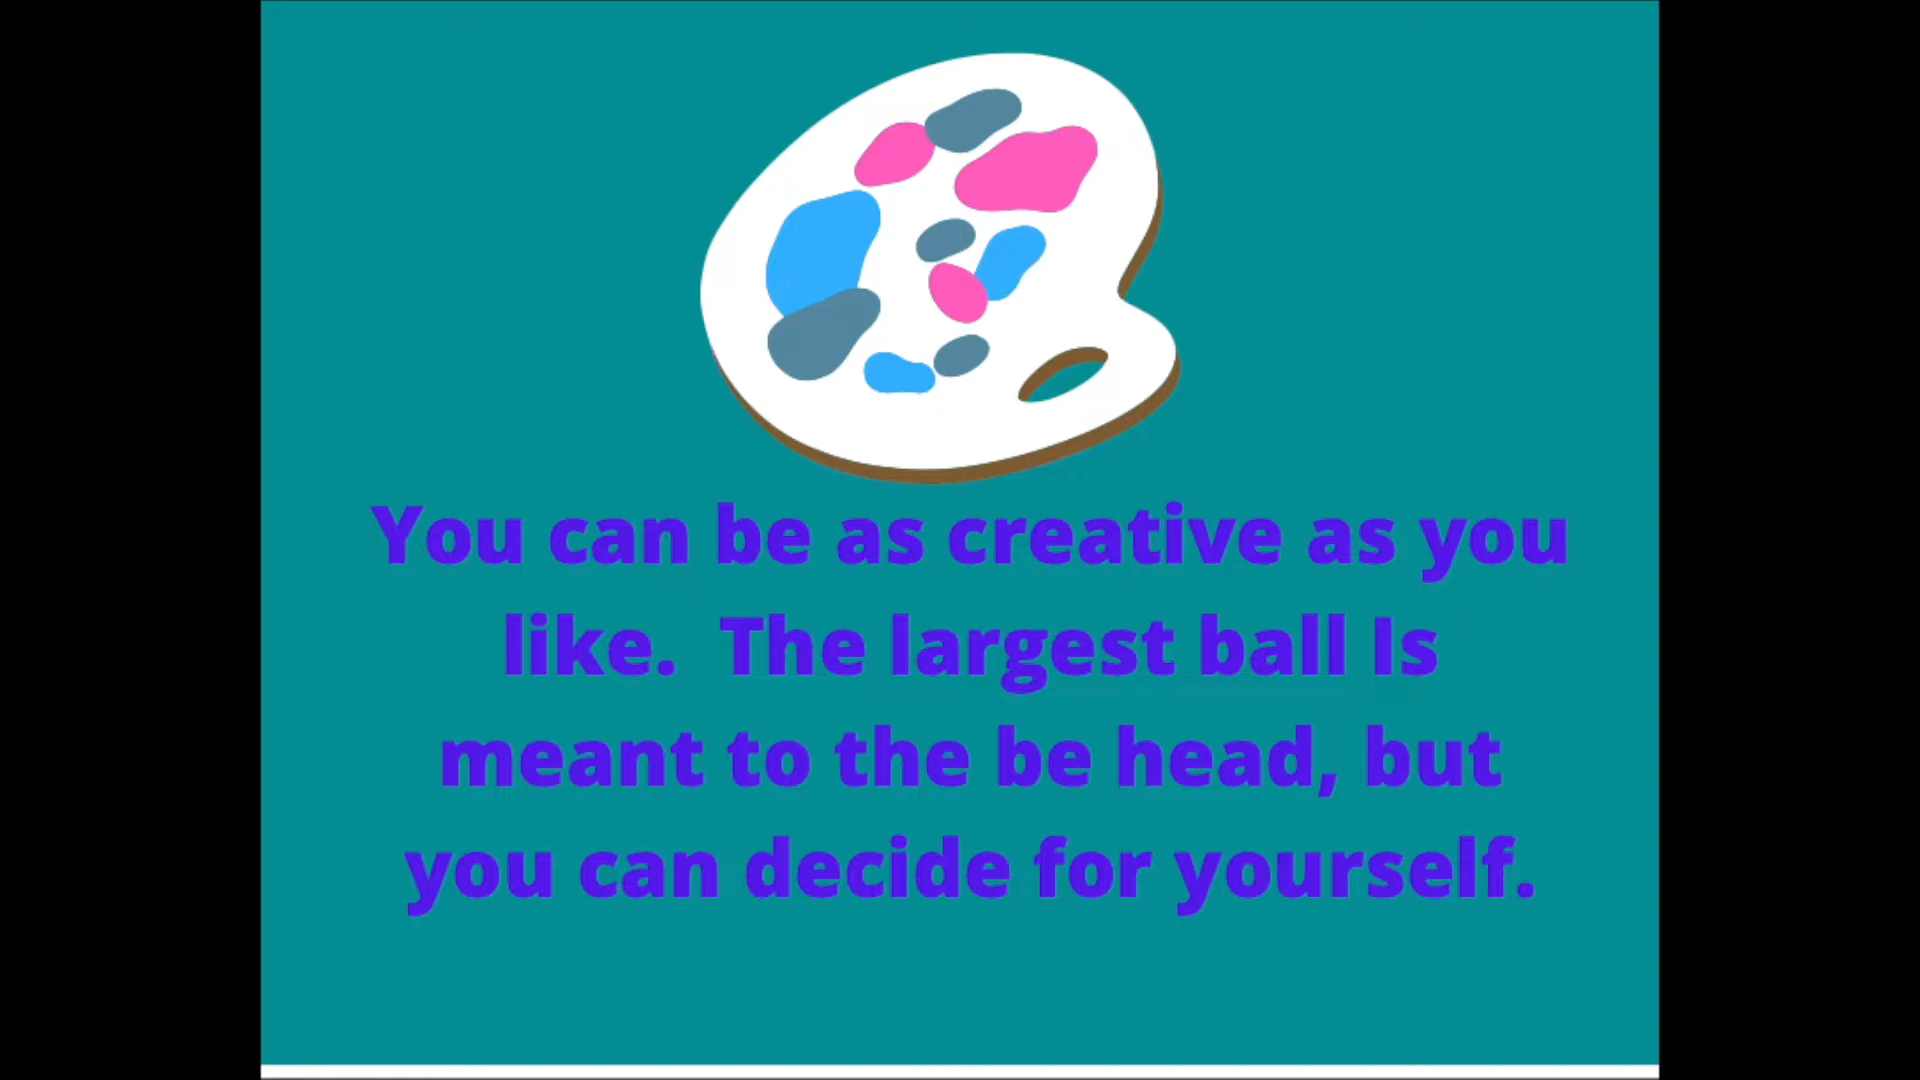 You can be as creative as you
like.  The largest ball Is
meant to the be head, but
you can decide for yourself.